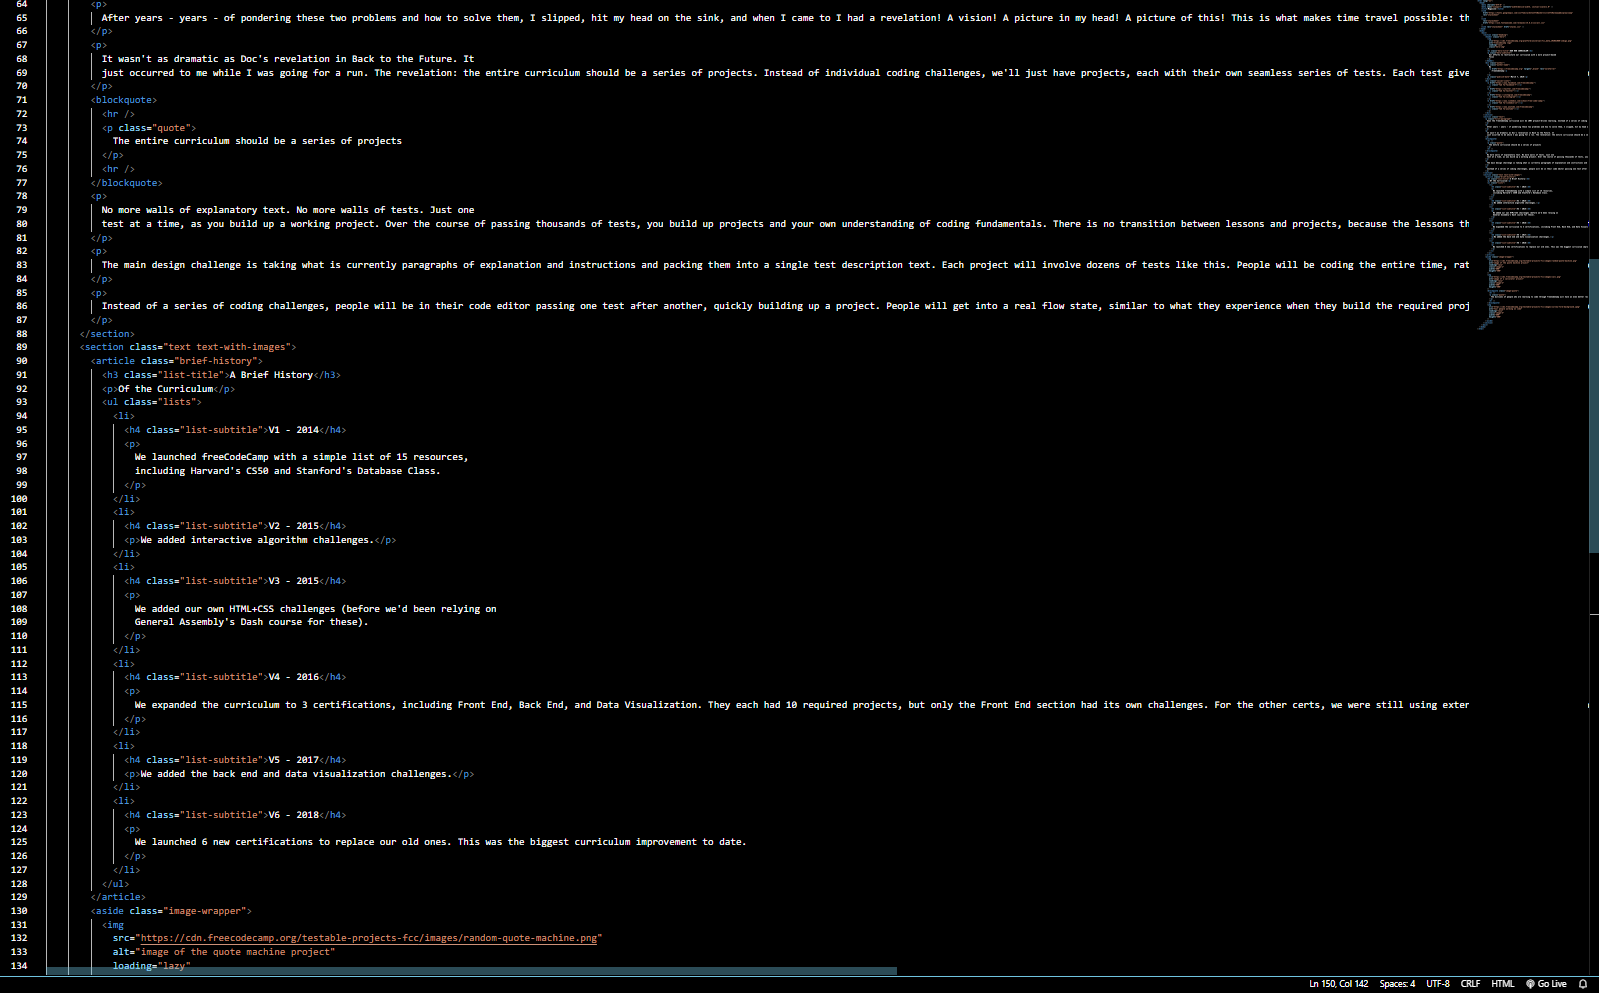 64 <p>
65 After years - years - of pondering these two problems and how to solve them, I slipped, hit my head on the sink, and when I came to I had a revelation! A vision! A picture in my head! A picture of this! This is what makes time travel possible: th
66 </p>
67 <p>
68 It wasn't as dramatic as Doc's revelation in Back to the Future. It
69 just occurred to me while I was going for a run. The revelation: the entire curriculum should be a series of projects. Instead of individual coding challenges, we'll just have projects, each with their own seamless series of tests. Each test give
70 </p>
71 <blockquote>
72 <hr />
73 <p class="quote">
74 The entire curriculum should be a series of projects
75 </p>
76 <hr />
77 </blockquote>
78 <p>
79 No more walls of explanatory text. No more walls of tests. Just one
80 test at a time, as you build up a working project. Over the course of passing thousands of tests, you build up projects and your own understanding of coding fundamentals. There is no transition between lessons and projects, because the lessons th
81 </p>
82 <p>
83 The main design challenge is taking what is currently paragraphs of explanation and instructions and packing them into a single test description text. Each project will involve dozens of tests like this. People will be coding the entire time, rat
84 </p>
85 <p>
86 Instead of a series of coding challenges, people will be in their code editor passing one test after another, quickly building up a project. People will get into a real flow state, similar to what they experience when they build the required proj
87 </p>
88 </section>
89 <section class="text text-with-images">
90 <article class="brief-history">
91 <h3 class="list-title">A Brief History</h3>
92 <p>Of the Curriculum</p>
93 <ul class="lists">
94 <li>
95 <h4 class="list-subtitle">V1 - 2014</h4>
96 <p>
97 We launched freeCodeCamp with a simple list of 15 resources,
98 including Harvard's CS50 and Stanford's Database Class.
99 </p>
100 </li>
101 <li>
102 <h4 class="list-subtitle">V2 - 2015</h4>
103 <p>We added interactive algorithm challenges.</p>
104 </li>
105 <li>
106 <h4 class="list-subtitle">V3 - 2015</h4>
107 <p>
108 We added our own HTML+CSS challenges (before we'd been relying on
109 General Assembly's Dash course for these).
110 </p>
111 </li>
112 <li>
113 <h4 class="list-subtitle">V4 - 2016</h4>
114 <p>
115 We expanded the curriculum to 3 certifications, including Front End, Back End, and Data Visualization. They each had 10 required projects, but only the Front End section had its own challenges. For the other certs, we were still using exter
116 </p>
117 </li>
118 <li>
119 <h4 class="list-subtitle">V5 - 2017</h4>
120 <p>We added the back end and data visualization challenges.</p>
121 </li>
122 <li>
123 <h4 class="list-subtitle">V6 - 2018</h4>
124 <p>
125 We launched 6 new certifications to replace our old ones. This was the biggest curriculum improvement to date.
126 </p>
127 </li>
128 </ul>
129 </article>
130 <aside class="image-wrapper">
131 <img
132 src="https://cdn.freecodecamp.org/testable-projects-fcc/images/random-quote-machine.png"
133 alt="image of the quote machine project"
134 loading="lazy"
Ln 150, Col 142 Spaces: 4 UTF-8 CRLF HTML Go Live